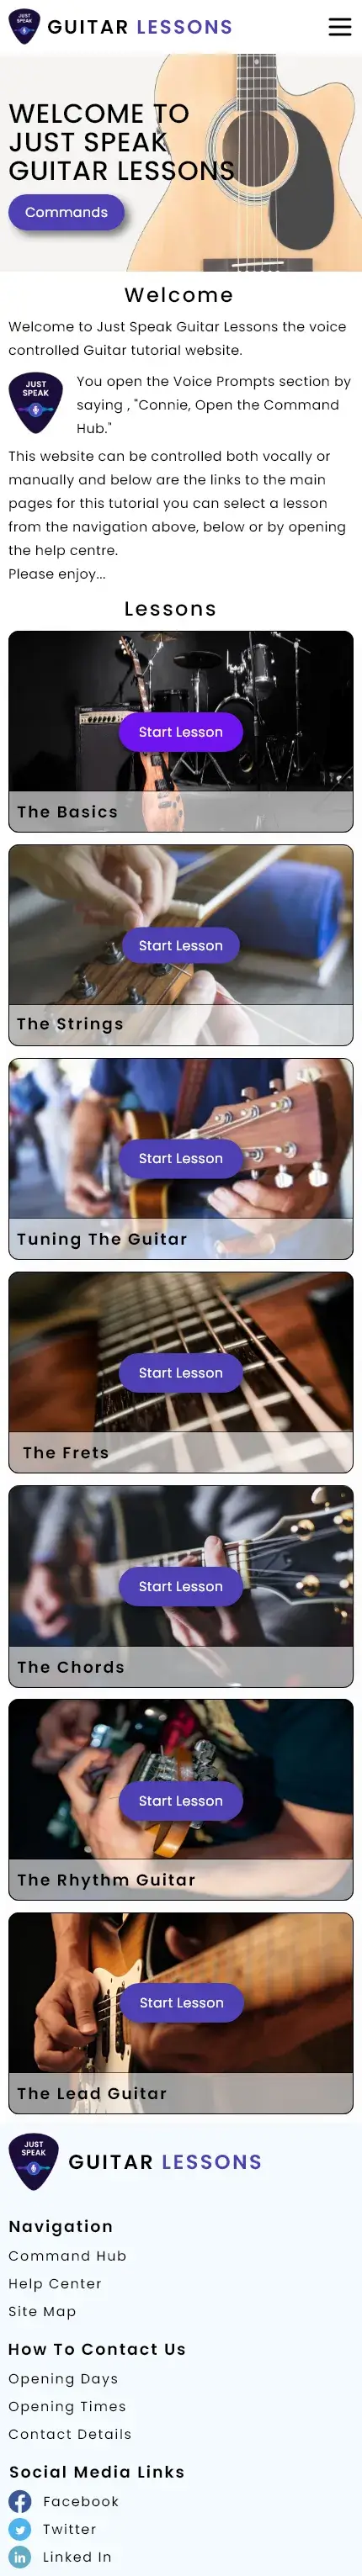 JUST
SPEAK
GUITAR LESSONS
WELCOME TO
JUST SPEAK
GUITAR LESSONS
Commands
Welcome
Welcome to Just Speak Guitar Lessons the voice
controlled Guitar tutorial website.
JUST
SPEAK
You open the Voice Prompts section by
saying , "Connie, Open the Command
Hub."
This website can be controlled both vocally or
manually and below are the links to the main
pages for this tutorial you can select a lesson
from the navigation above, below or by opening
the help centre.
Please enjoy...
Lessons
Start Lesson
The Basics
Start Lesson
The Strings
Start Lesson
Tuning The Guitar
Start Lesson
The Frets
Start Lesson
The Chords
Start Lesson
The Rhythm Guitar
Start Lesson
The Lead Guitar
JUST
SPEAK
GUITAR LESSONS
Navigation
Command Hub
Help Center
Site Map
How To Contact Us
Opening Days
Opening Times
Contact Details
Social Media Links
Facebook
Twitter
in Linked In